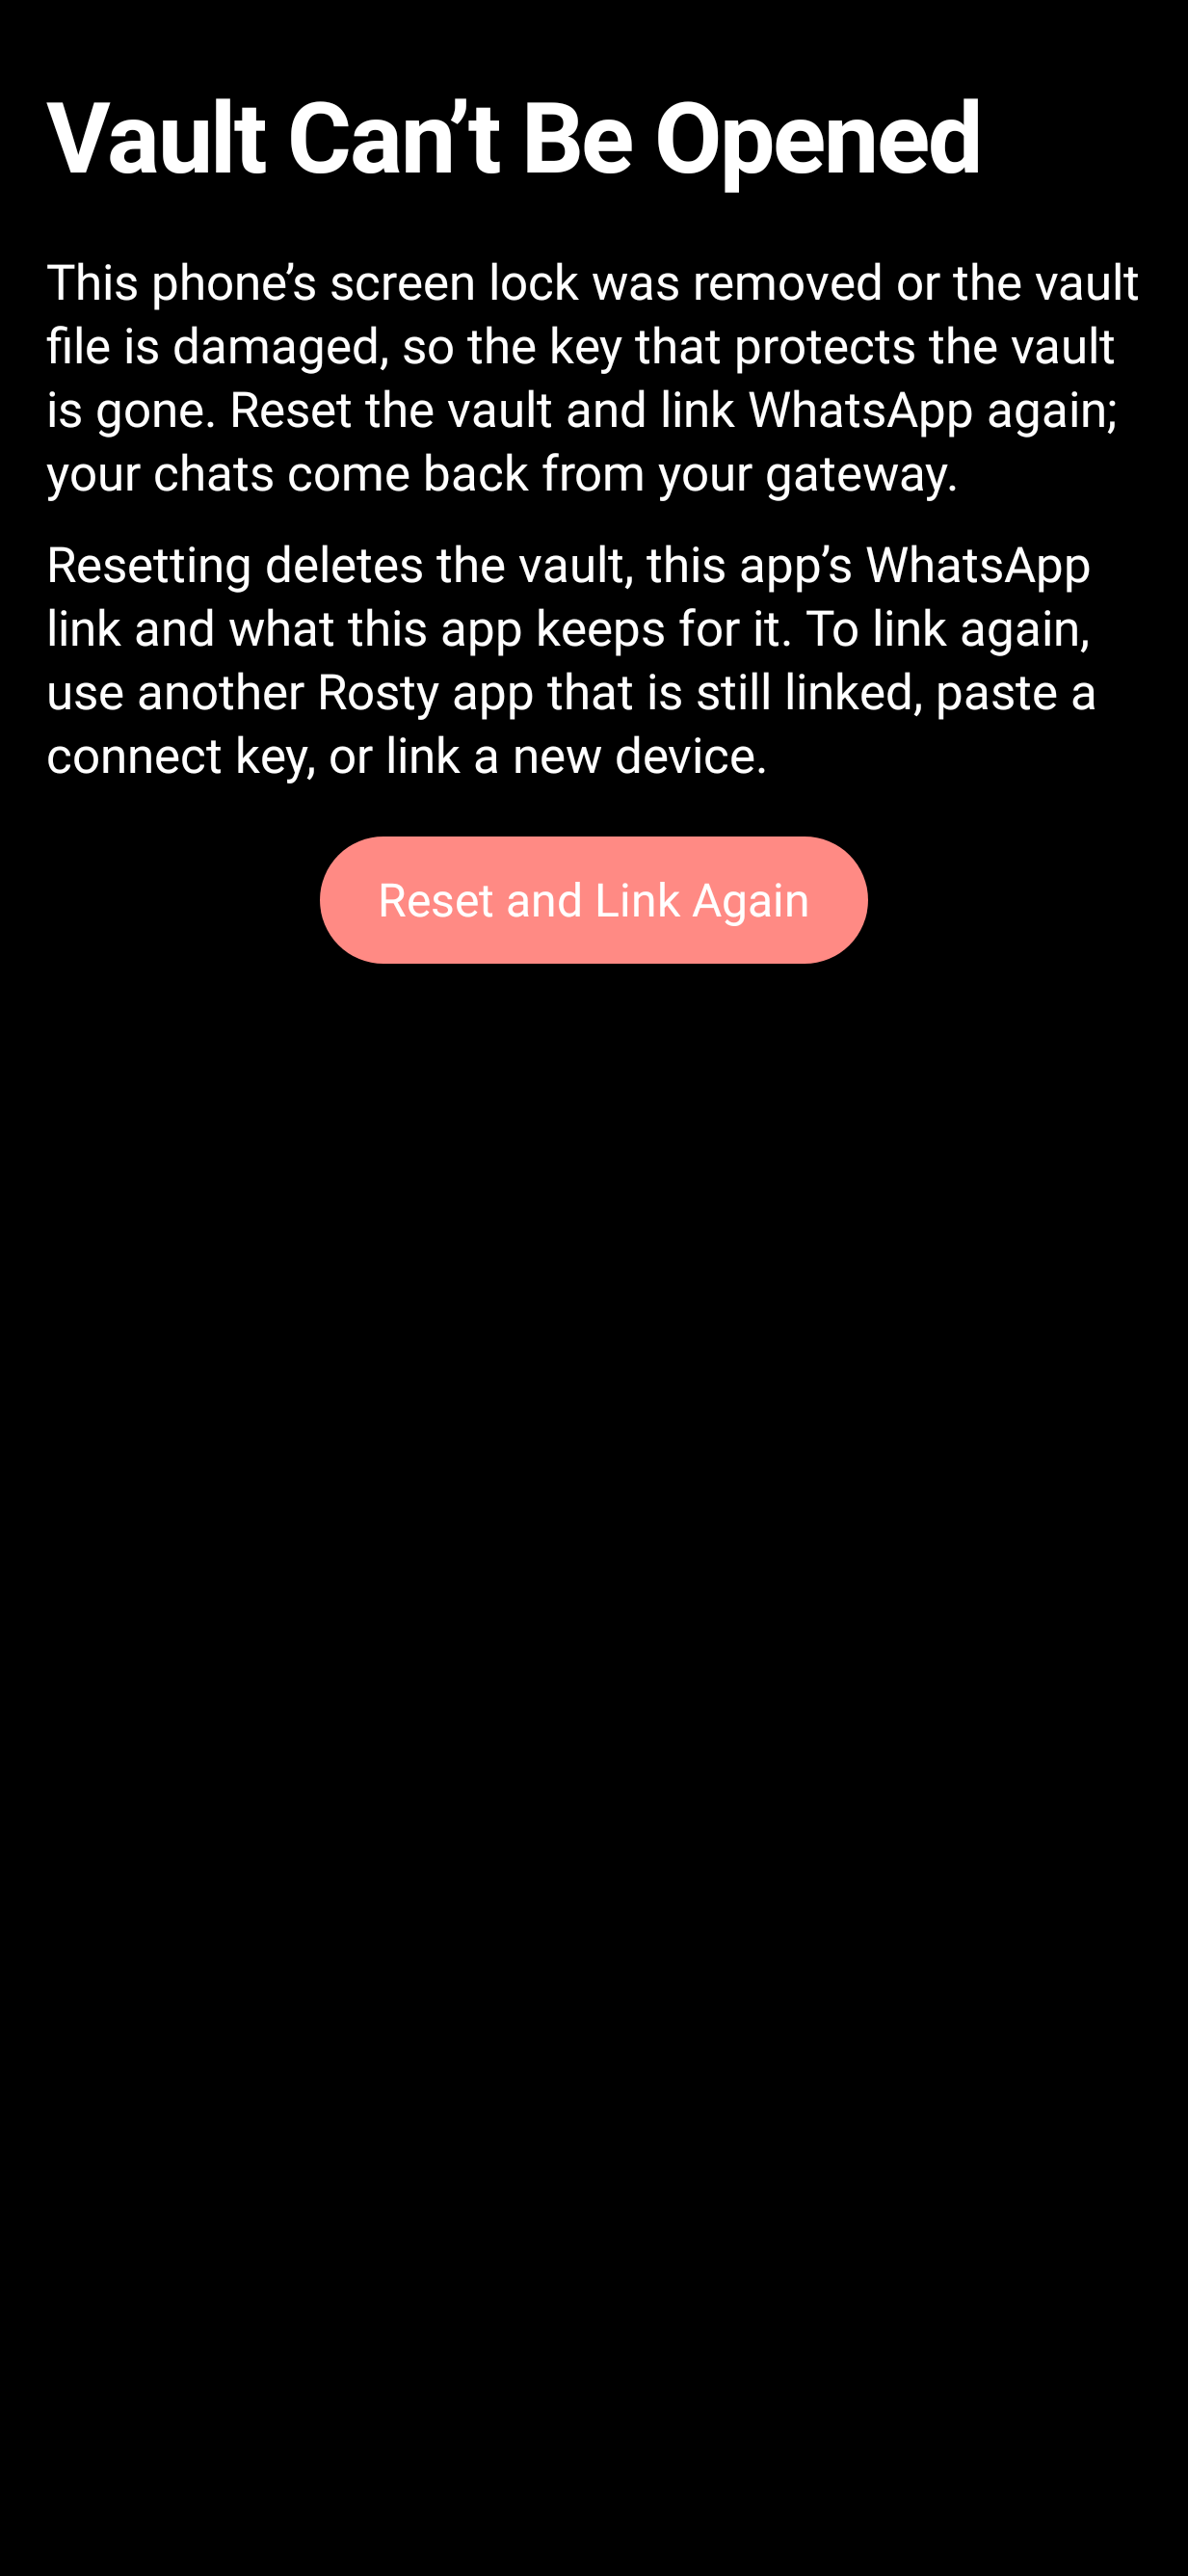 Vault Can’t Be Opened
This phone’s screen lock was removed or the vault
file is damaged, so the key that protects the vault
is gone. Reset the vault and link WhatsApp again;
your chats come back from your gateway.
Resetting deletes the vault, this app’s WhatsApp
link and what this app keeps for it. To link again,
use another Rosty app that is still linked, paste a
connect key, or link a new device.
Reset and Link Again